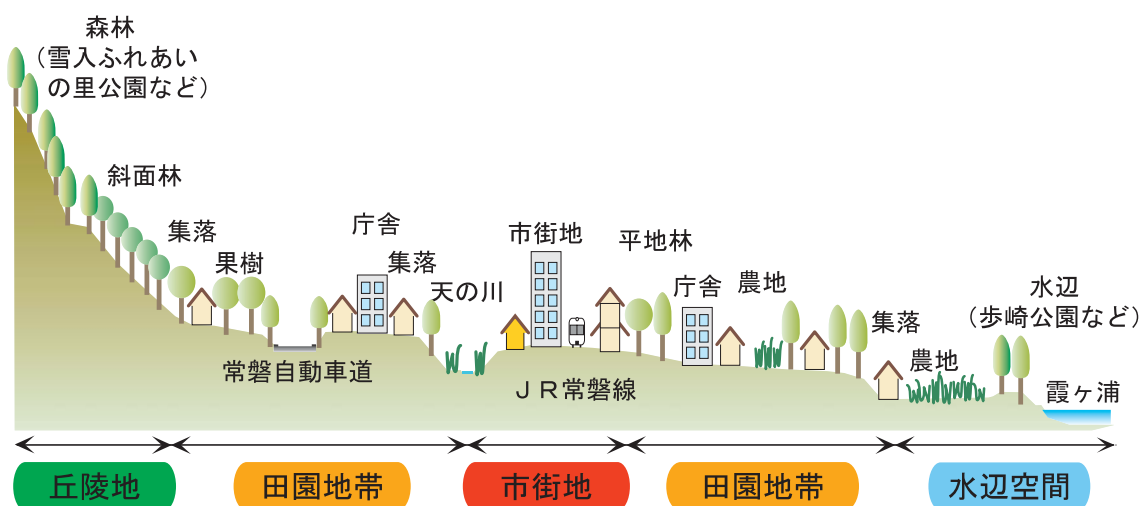 森林
（雪入ふれあい
の里公園など）
斜面林
集落
果樹
常磐自動車道
庁舎
集落
天の川
市街地
ＪＲ常磐線
平地林
庁舎
農地
集落
農地
水辺
（歩崎公園など）
霞ヶ浦
丘陵地
田園地帯
市街地
田園地帯
水辺空間